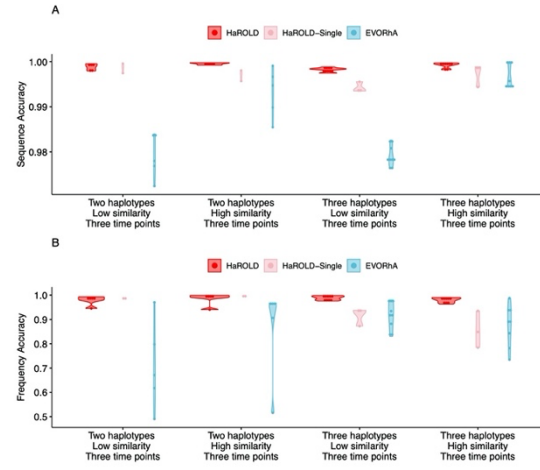 A
HaROLD HaROLD−Single EVORhA
Sequence Accuracy
1.00
0.99
0.98
Two haplotypes Two haplotypes Three haplotypes Three haplotypes
Low similarity High similarity Low similarity High similarity
Three time points Three time points Three time points Three time points
B
HaROLD HaROLD−Single EVORhA
Frequency Accuracy
1.0
0.9
0.8
0.7
0.6
0.5
Two haplotypes Two haplotypes Three haplotypes Three haplotypes
Low similarity High similarity Low similarity High similarity
Three time points Three time points Three time points Three time points